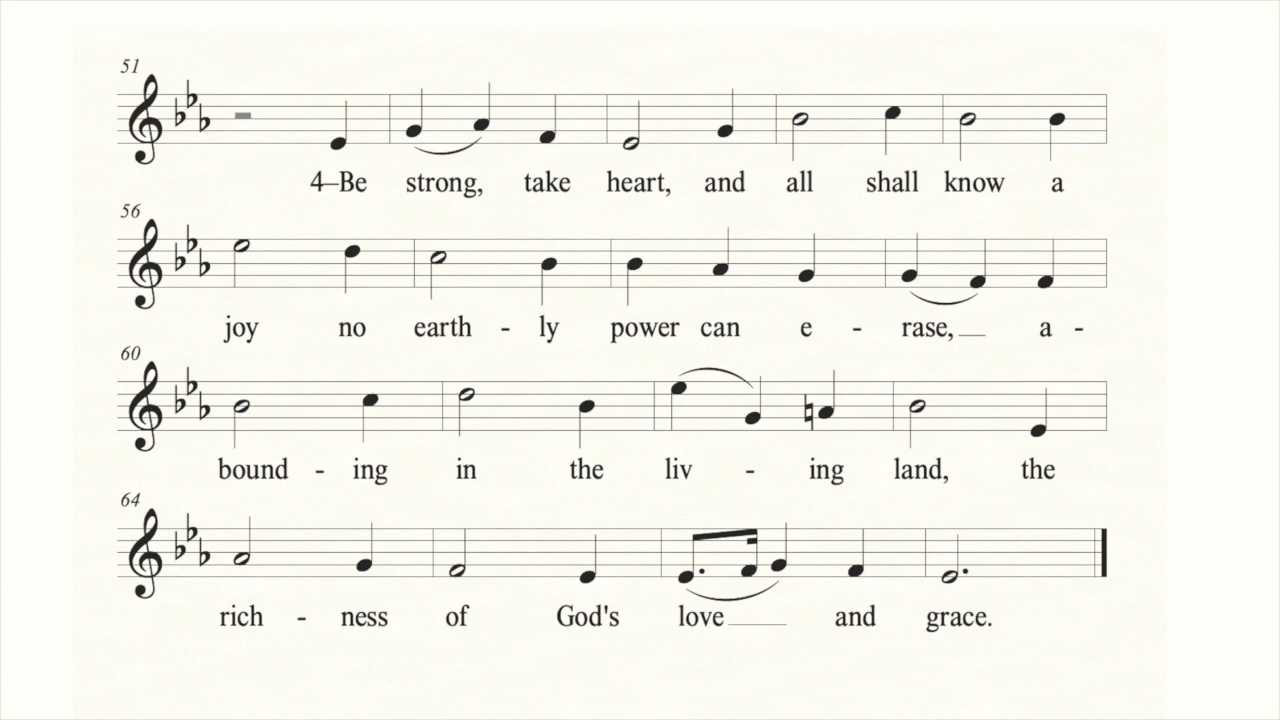 51
4–Be strong, take heart, and all shall know a
56
joy no earth - ly power can e - rase, a -
60
bound - ing in the liv - ing land, the
64
rich - ness of God's love and grace.